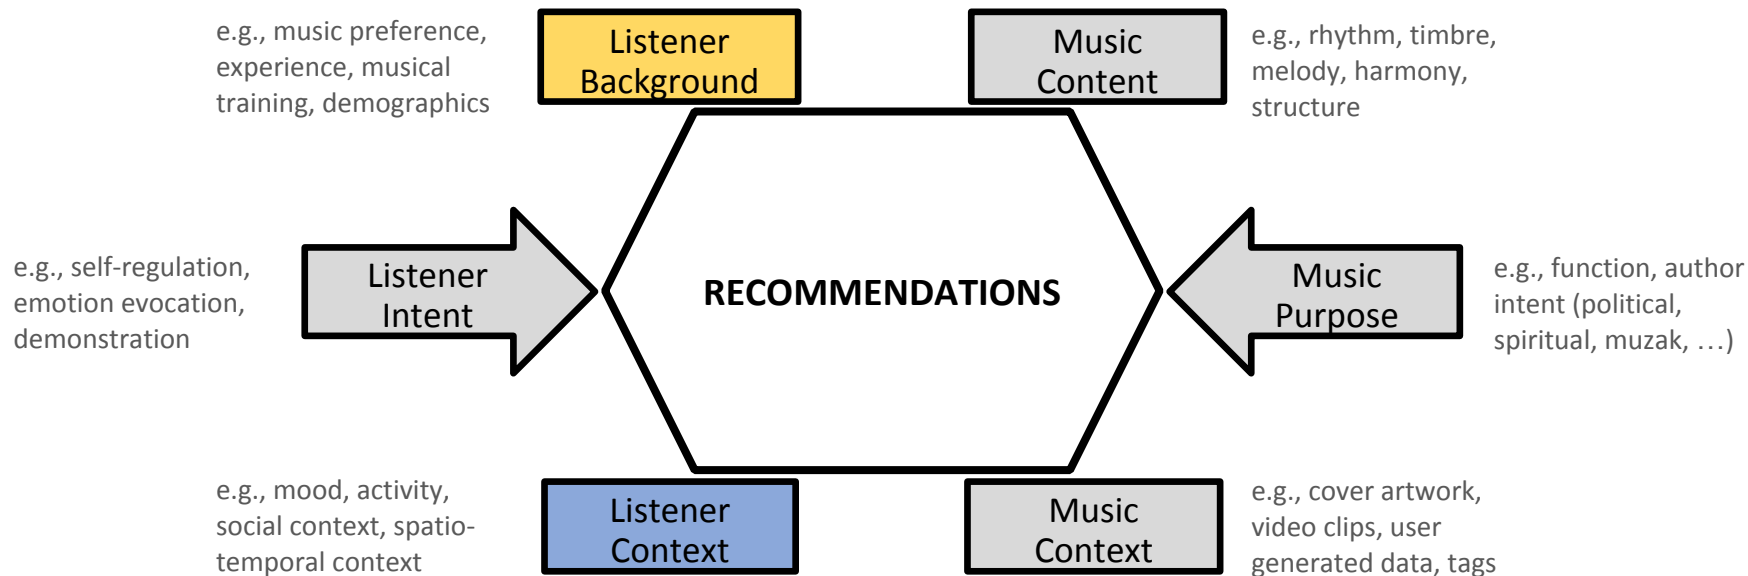 e.g., music preference,
experience, musical
training, demographics
Listener
Background
Music
Content
e.g., rhythm, timbre,
melody, harmony,
structure
e.g., self-regulation,
emotion evocation,
demonstration
Listener
Intent
RECOMMENDATIONS
Music
Purpose
e.g., function, author
intent (political,
spiritual, muzak, …)
e.g., mood, activity,
social context, spatio-
temporal context
Listener
Context
Music
Context
e.g., cover artwork,
video clips, user
generated data, tags